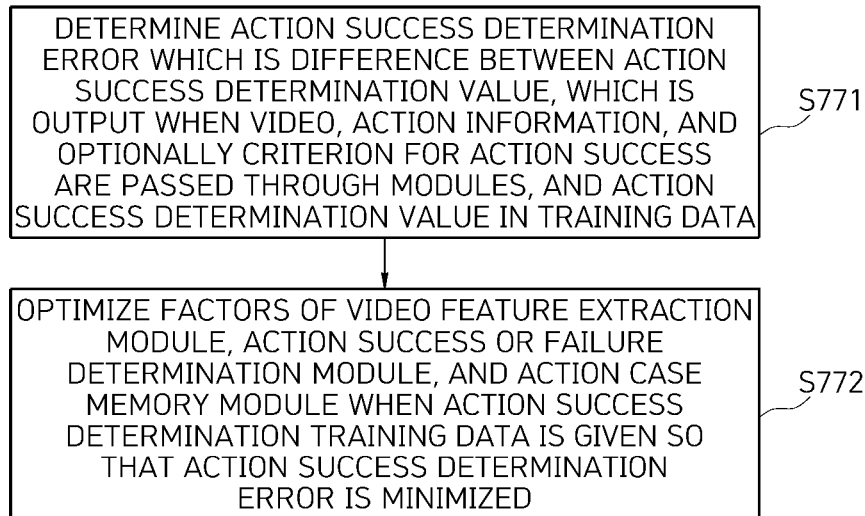 DETERMINE ACTION SUCCESS DETERMINATION
ERROR WHICH IS DIFFERENCE BETWEEN ACTION
SUCCESS DETERMINATION VALUE, WHICH IS
OUTPUT WHEN VIDEO, ACTION INFORMATION, AND
OPTIONALLY CRITERION FOR ACTION SUCCESS
ARE PASSED THROUGH MODULES, AND ACTION
SUCCESS DETERMINATION VALUE IN TRAINING DATA
S771
OPTIMIZE FACTORS OF VIDEO FEATURE EXTRACTION
MODULE, ACTION SUCCESS OR FAILURE
DETERMINATION MODULE, AND ACTION CASE
MEMORY MODULE WHEN ACTION SUCCESS
DETERMINATION TRAINING DATA IS GIVEN SO
THAT ACTION SUCCESS DETERMINATION
ERROR IS MINIMIZED
S772